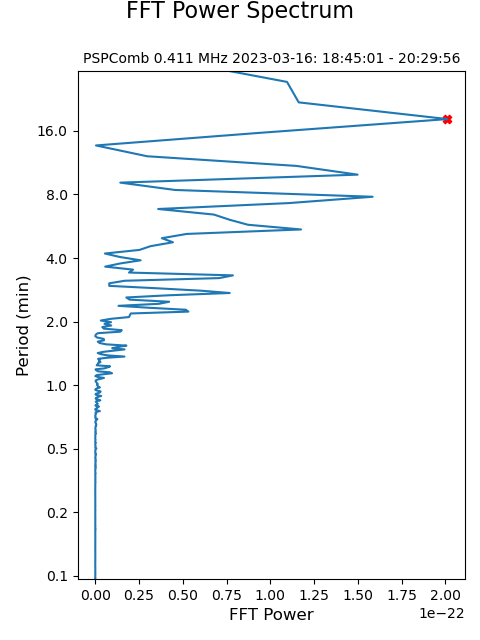 FFT Power Spectrum
PSPComb 0.411 MHz 2023-03-16: 18:45:01 - 20:29:56
16.0
8.0
4.0
2.0
1.0
0.5
0.2
0.1
Period (min)
0.00 0.25 0.50 0.75 1.00 1.25 1.50 1.75 2.00
FFT Power
1e−22